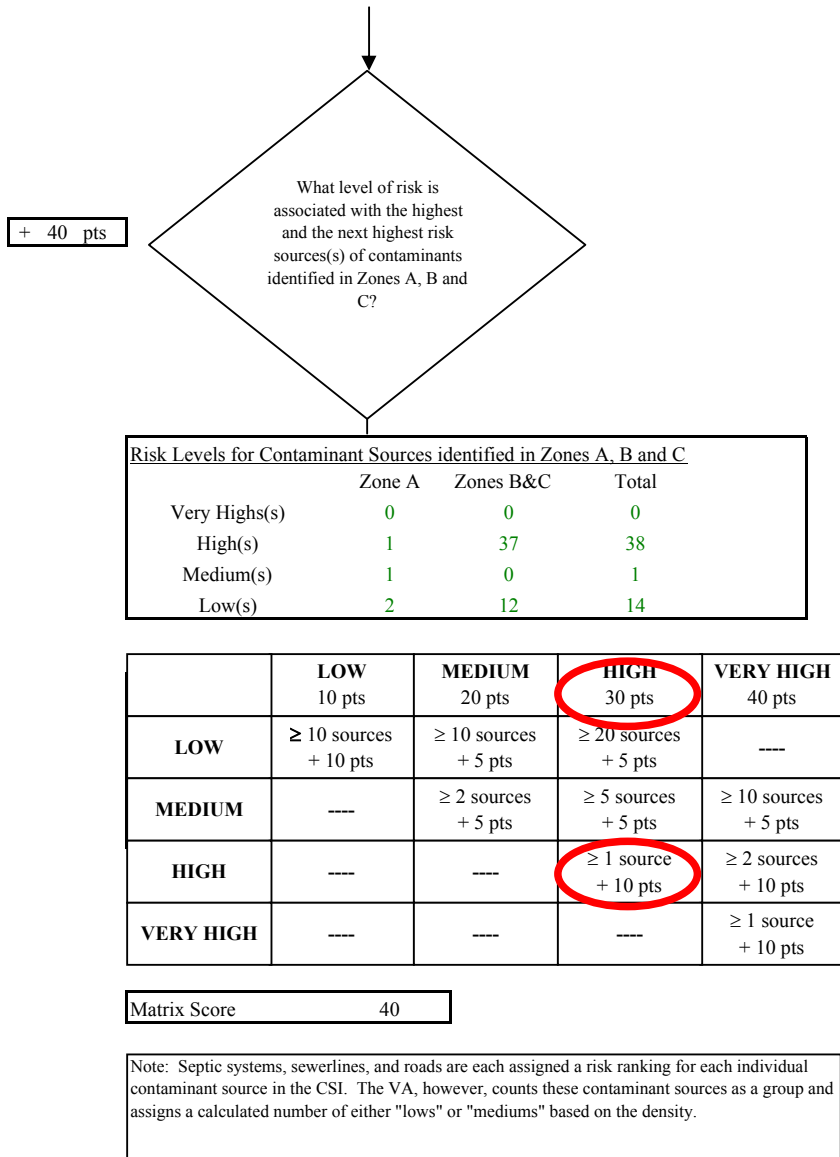 What level of risk is
associated with the highest
and the next highest risk
sources(s) of contaminants
identified in Zones A, B and
C?
+ 40 pts
Risk Levels for Contaminant Sources identified in Zones A, B and C
Zone A Zones B&C Total
Very Highs(s) 0 0 0
High(s) 1 37 38
Medium(s) 1 0 1
Low(s) 2 12 14
LOW MEDIUM HIGH VERY HIGH
10 pts 20 pts 30 pts 40 pts
LOW ≥ 10 sources ≥ 10 sources ≥ 20 sources ----
+ 10 pts + 5 pts + 5 pts
MEDIUM ---- ≥ 2 sources ≥ 5 sources ≥ 10 sources
+ 5 pts + 5 pts + 5 pts
HIGH ---- ---- ≥ 1 source ≥ 2 sources
+ 10 pts + 10 pts
VERY HIGH ---- ---- ---- ≥ 1 source
+ 10 pts
Matrix Score 40
Note: Septic systems, sewerlines, and roads are each assigned a risk ranking for each individual
contaminant source in the CSI. The VA, however, counts these contaminant sources as a group and
assigns a calculated number of either "lows" or "mediums" based on the density.